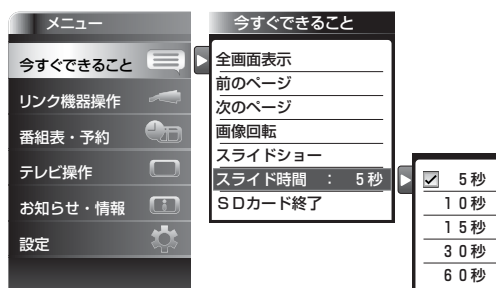 メニュー
今すぐできること
リンク機器操作
番組表・予約
テレビ操作
お知らせ・情報
設定
今すぐできること
全画面表示
前のページ
次のページ
画像回転
スライドショー
スライド時間 : 5秒
SDカード終了
5秒
10秒
15秒
30秒
60秒